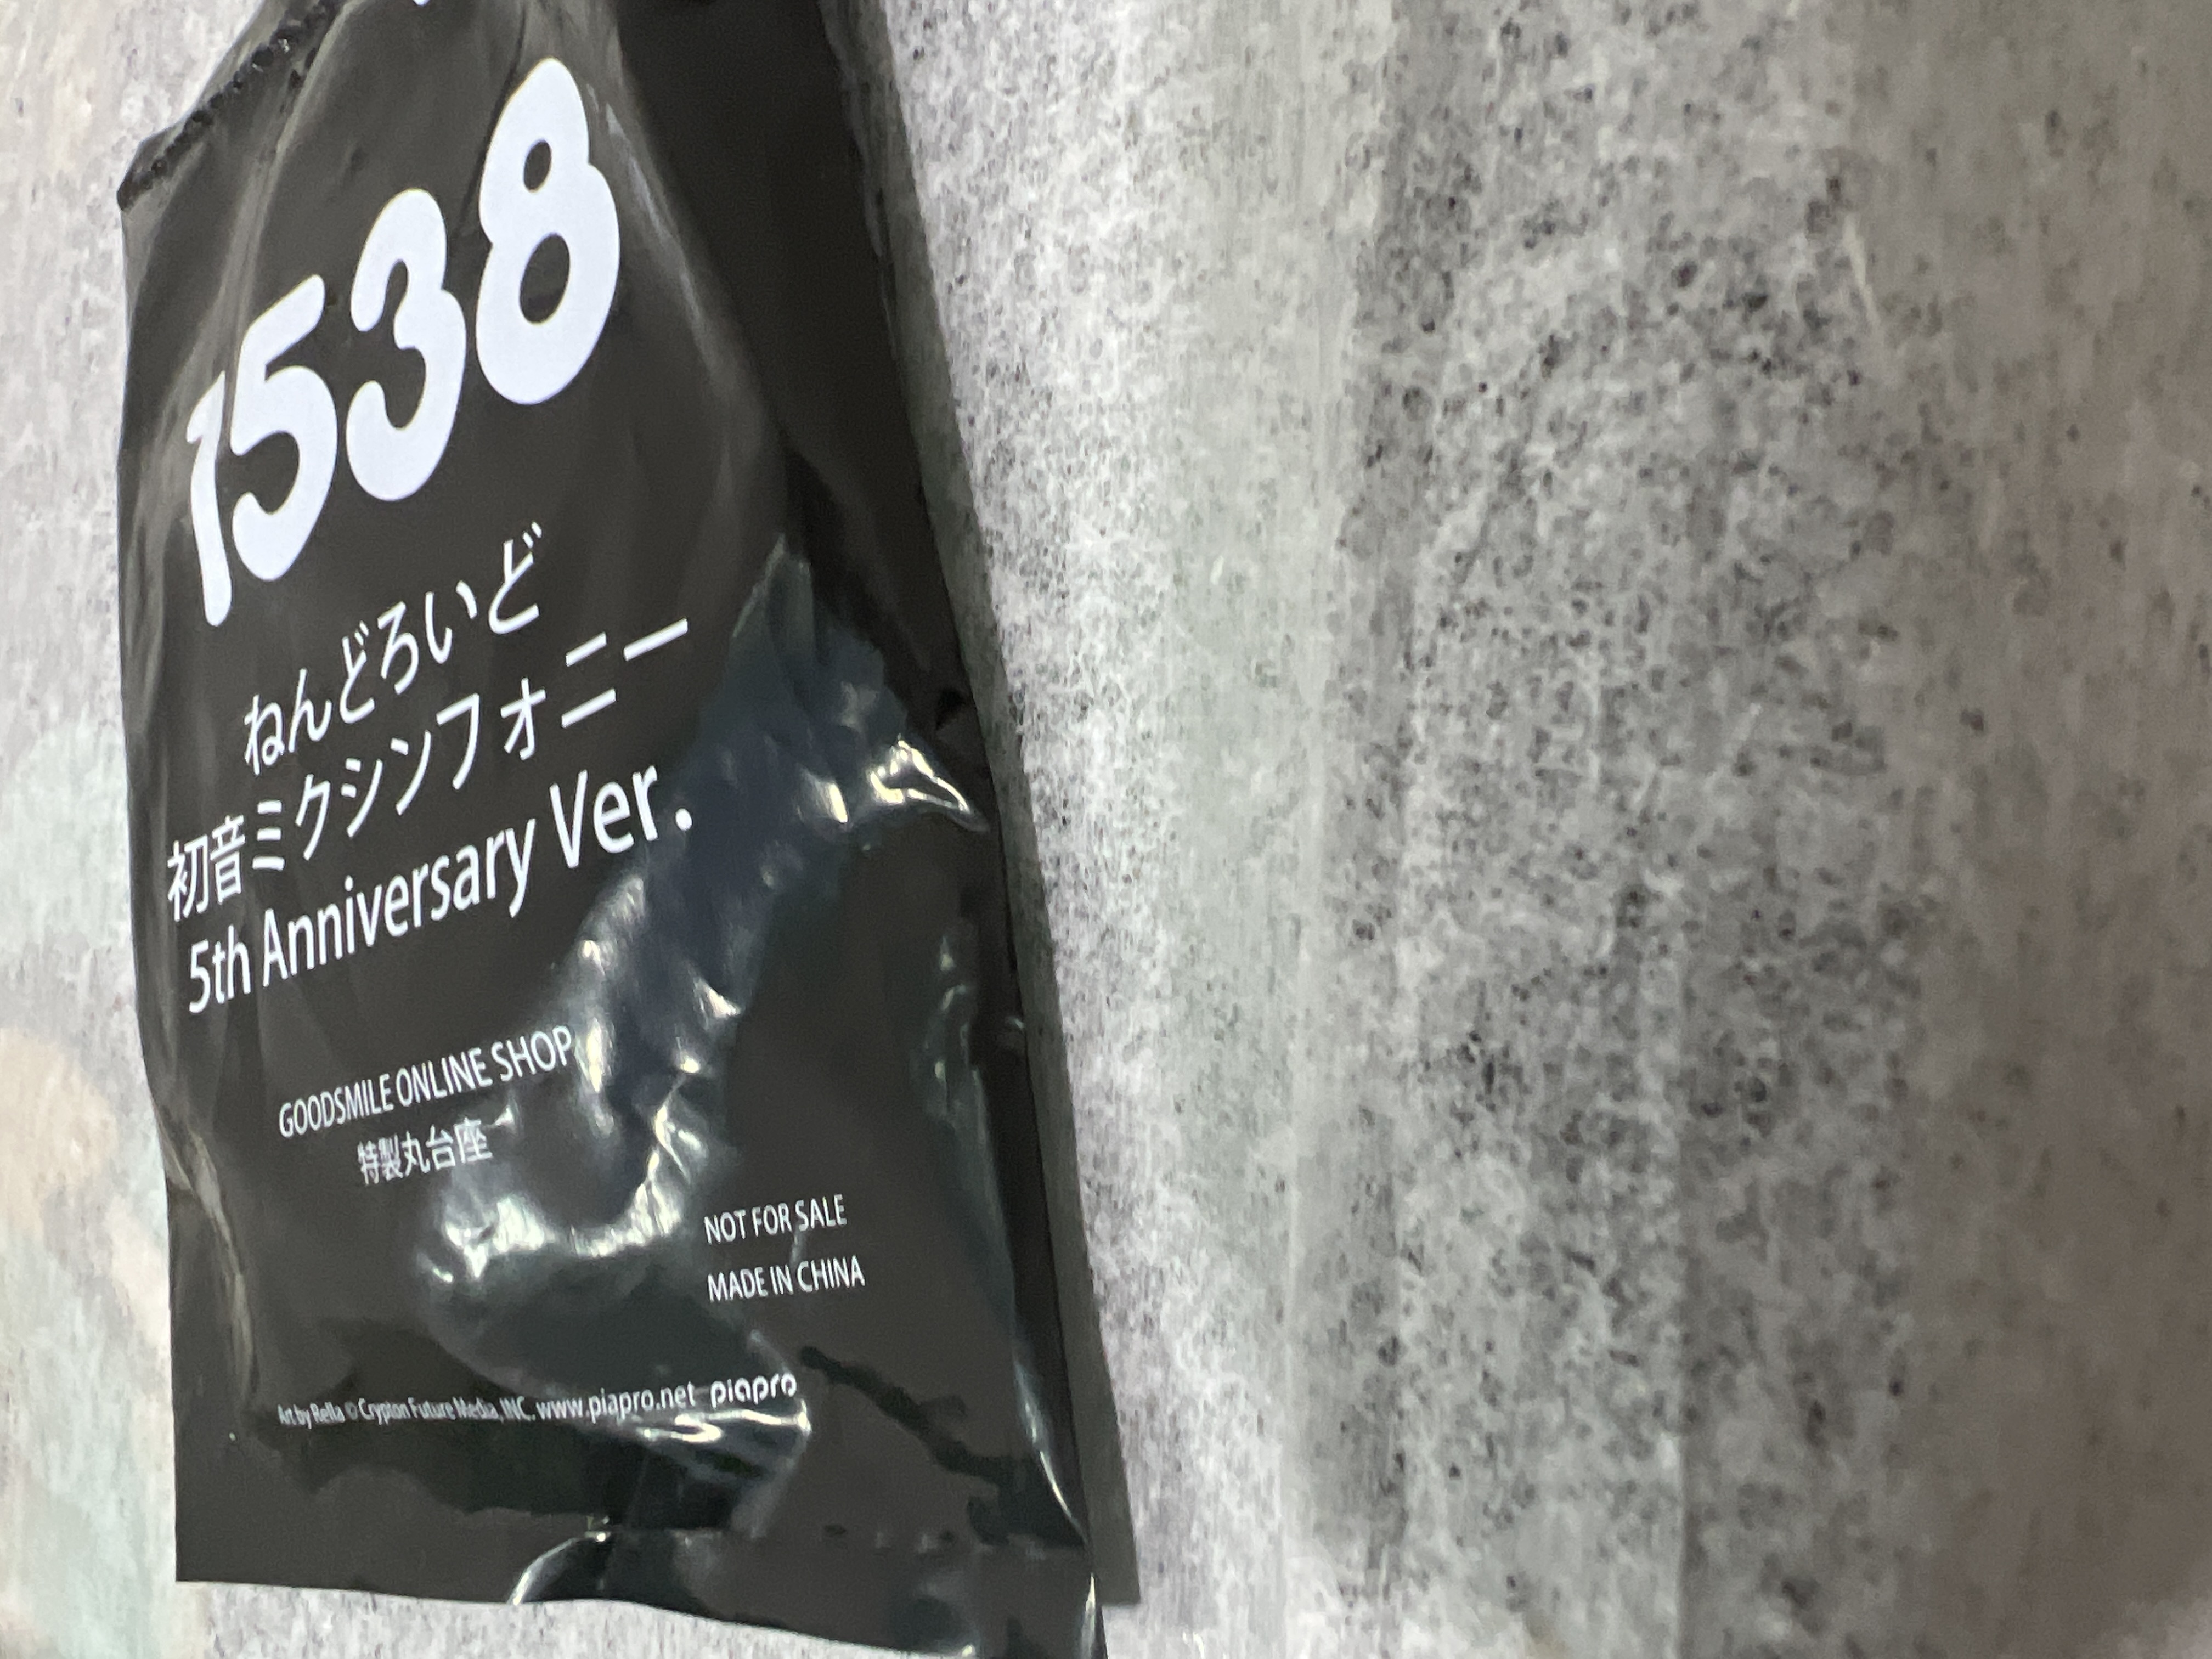 1538
ねんどろいど
初音ミクシンフォニー
5th Anniversary Ver.
GOODSMILE ONLINE SHOP
特製丸台座
NOT FOR SALE
MADE IN CHINA
Art by Rella © Crypton Future Media, INC. www.piapro.net piapro